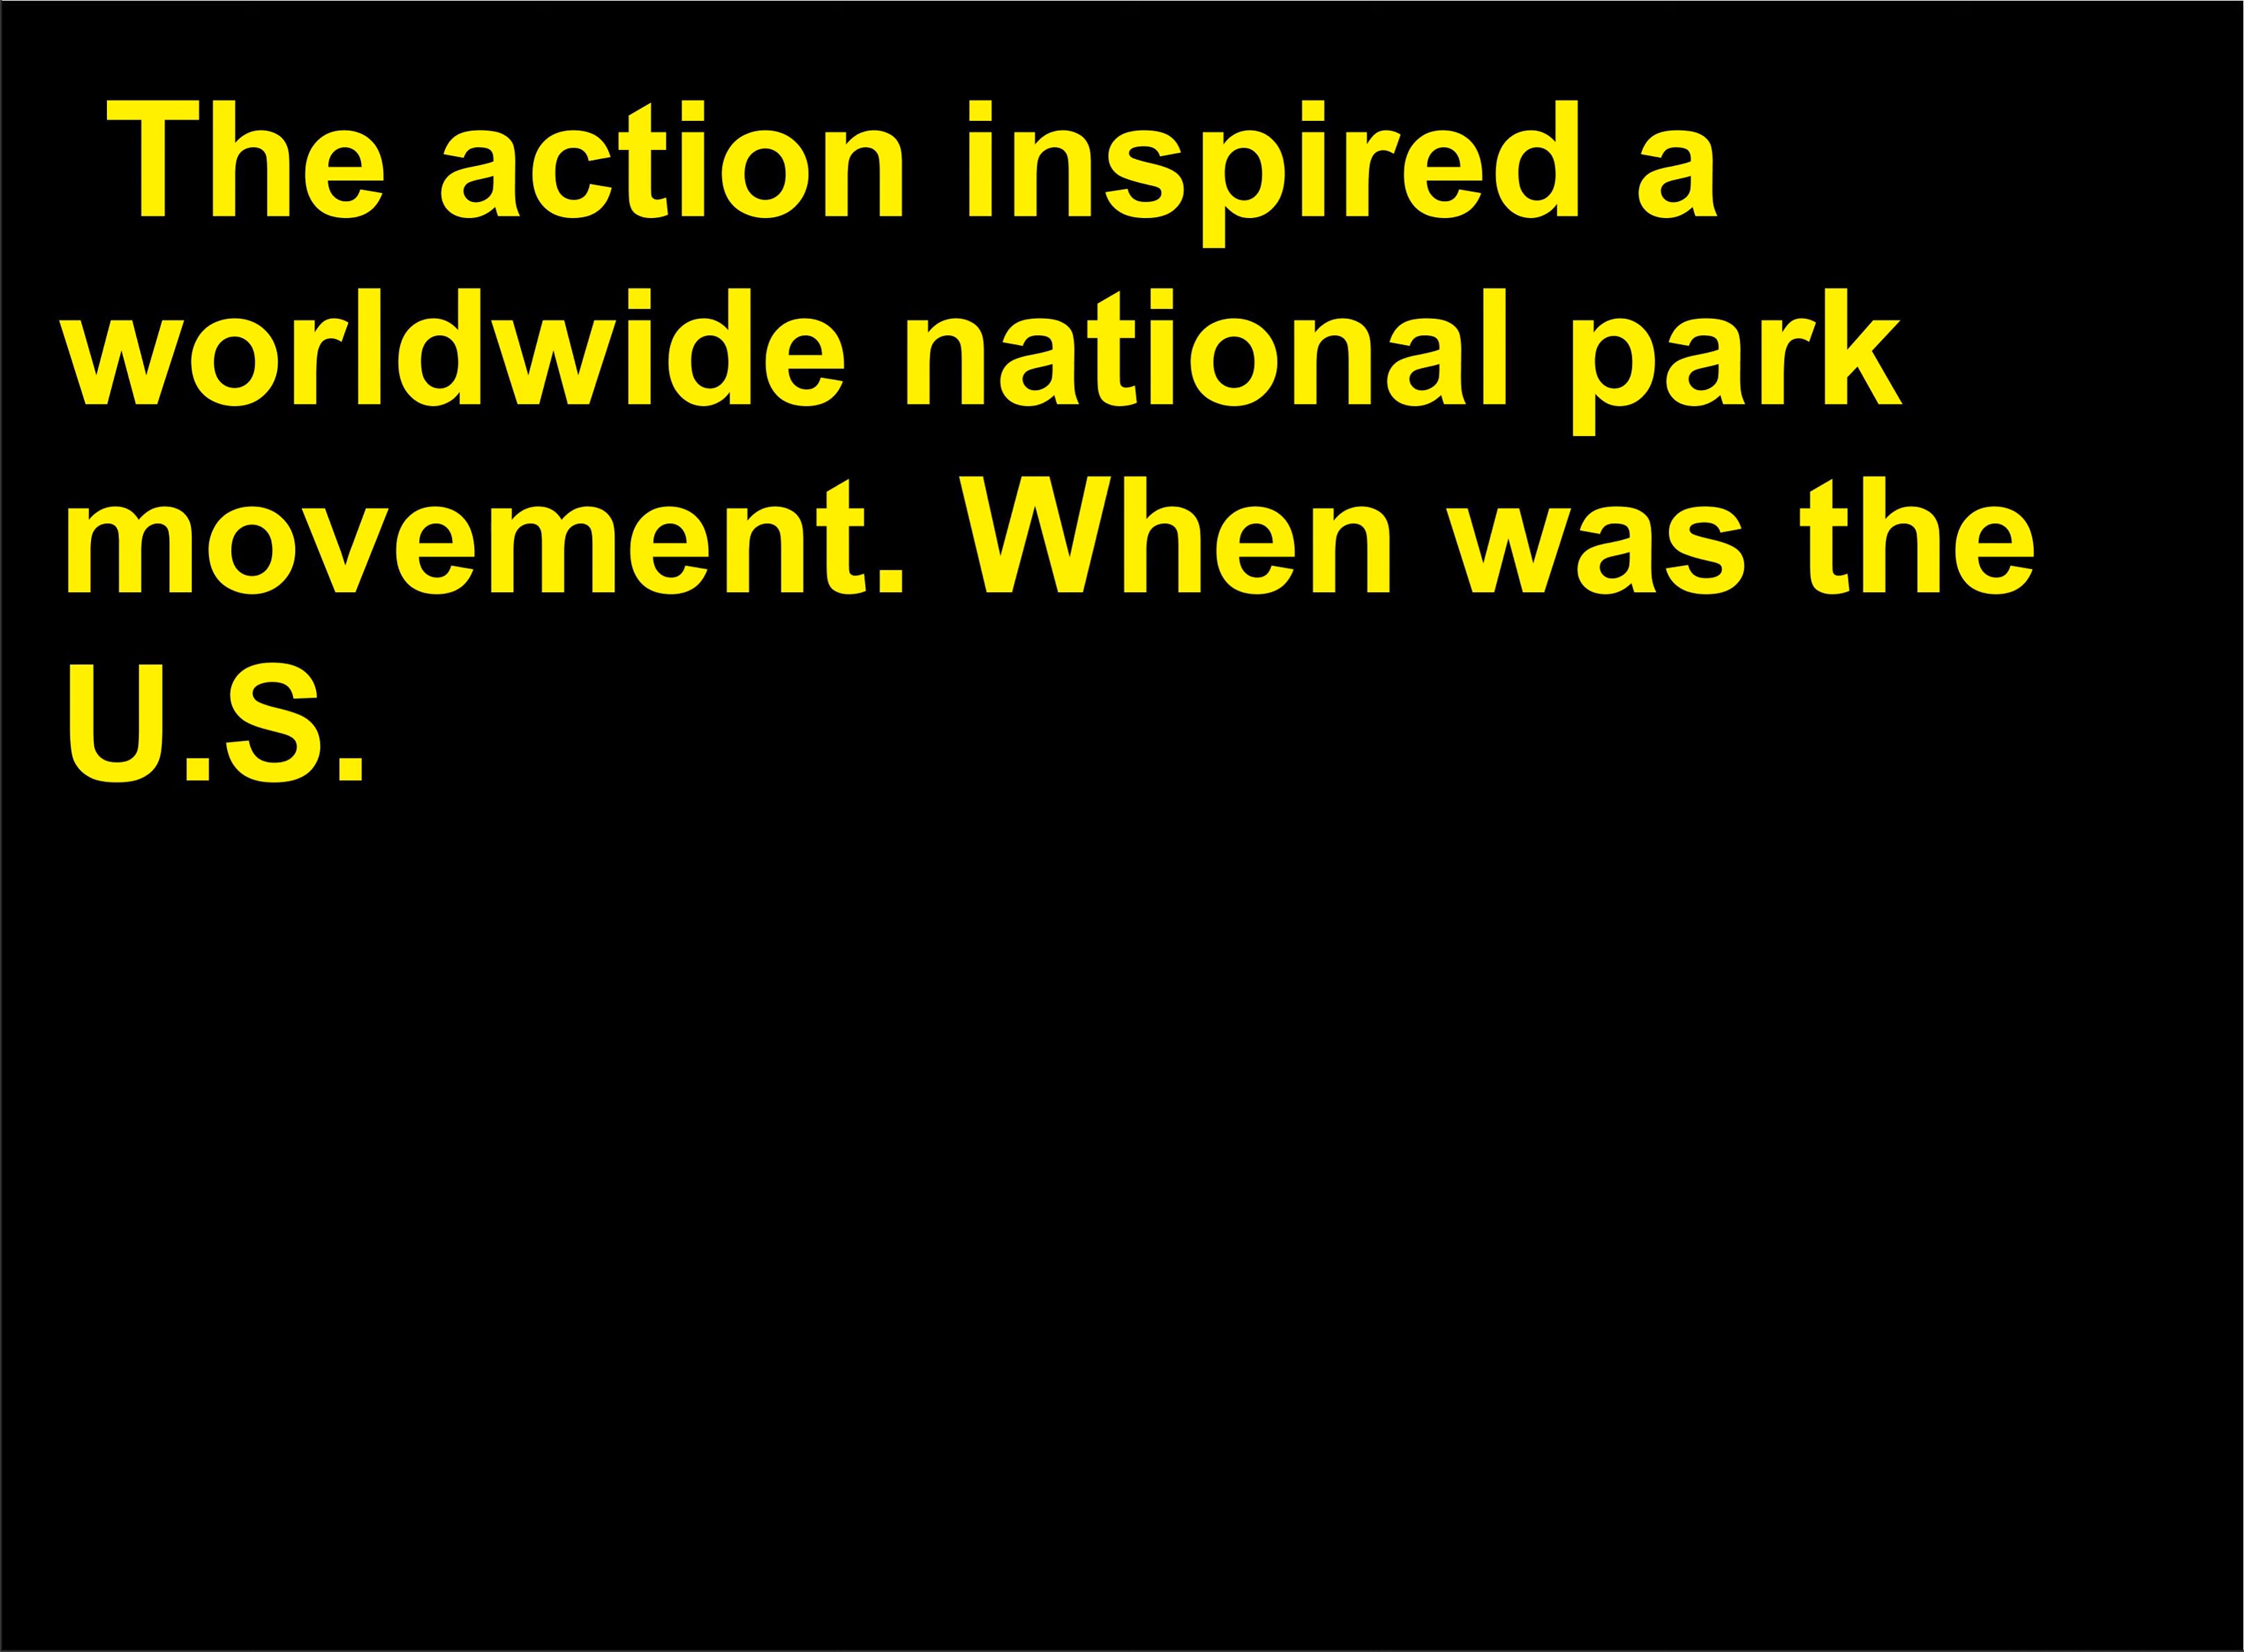 The action inspired a
worldwide national park
movement. When was the
U.S.